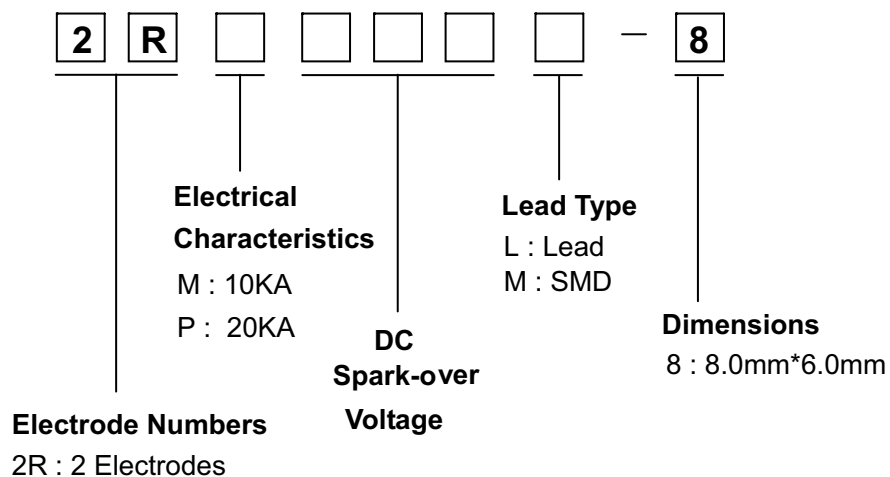 2 R – 8
Electrical
Characteristics
M : 10KA
P : 20KA
Lead Type
L : Lead
M : SMD
DC
Spark-over
Voltage
Dimensions
8 : 8.0mm*6.0mm
Electrode Numbers
2R : 2 Electrodes